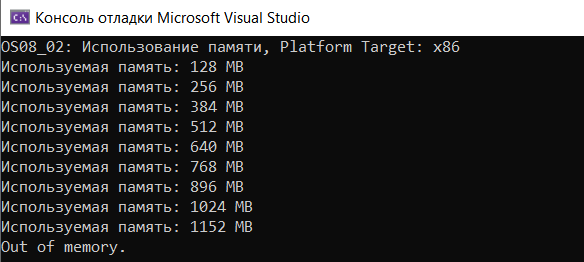 C:\
Консоль отладки Microsoft Visual Studio
OS08_02: Использование памяти, Platform Target: x86
Используемая память: 128 MB
Используемая память: 256 MB
Используемая память: 384 MB
Используемая память: 512 MB
Используемая память: 640 MB
Используемая память: 768 MB
Используемая память: 896 MB
Используемая память: 1024 MB
Используемая память: 1152 MB
Out of memory.